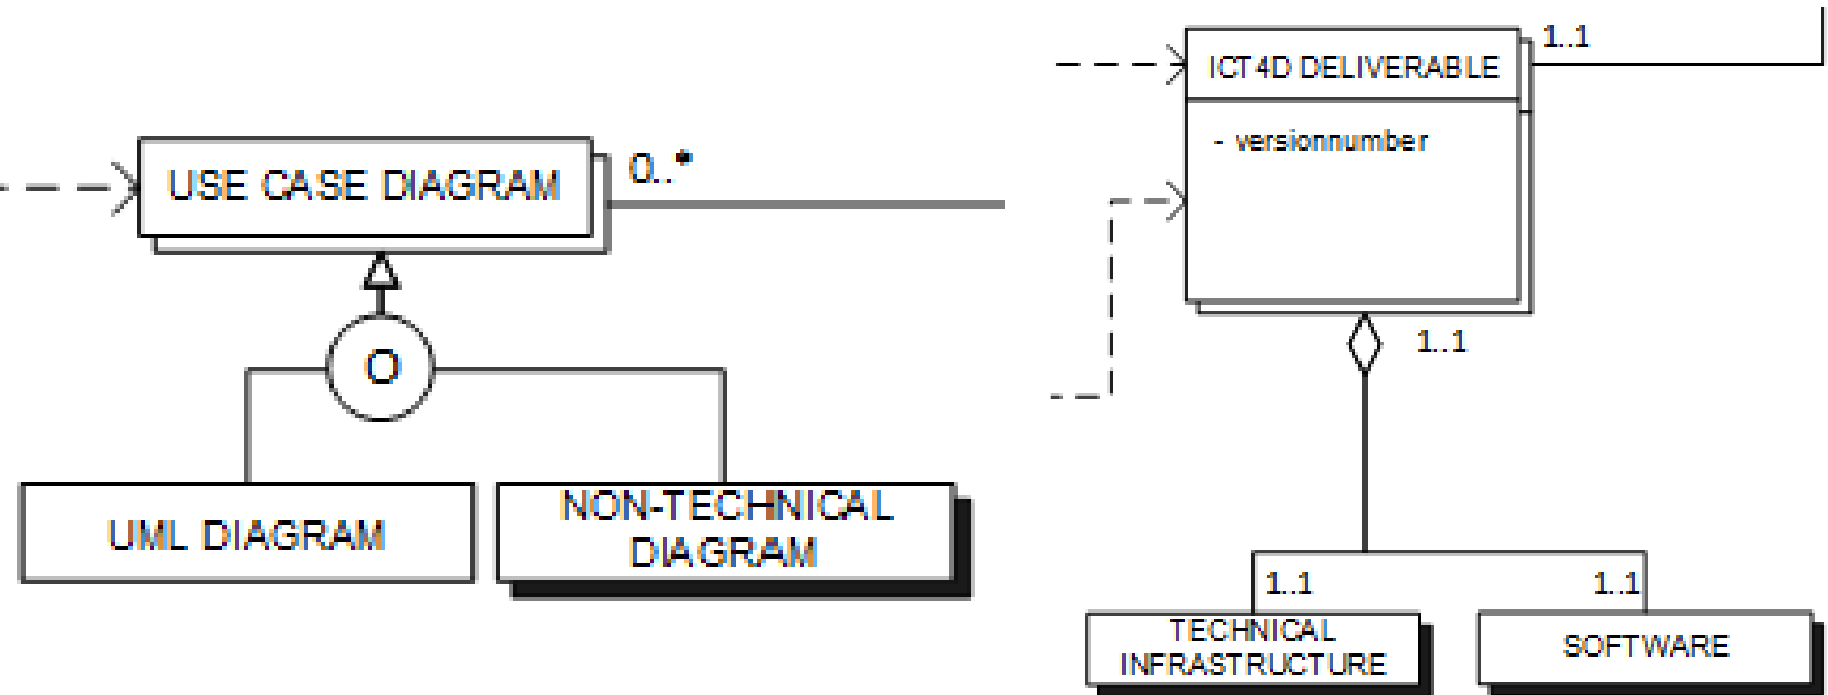 USE CASE DIAGRAM
0..*
O
UML DIAGRAM
NON-TECHNICAL
DIAGRAM
ICT4D DELIVERABLE
1..1
- versionnumber
1..1
1..1
1..1
TECHNICAL
INFRASTRUCTURE
SOFTWARE